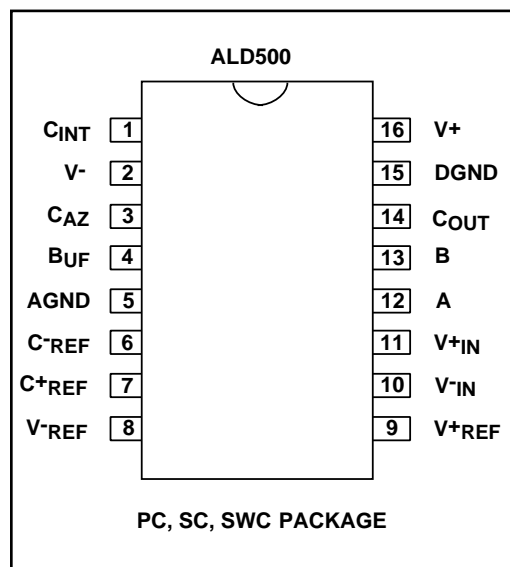 ALD500
CINT 1 16 V+
V- 2 15 DGND
CAZ 3 14 COUT
BUF 4 13 B
AGND 5 12 A
C-REF 6 11 V+IN
C+REF 7 10 V-IN
V-REF 8 9 V+REF
PC, SC, SWC PACKAGE